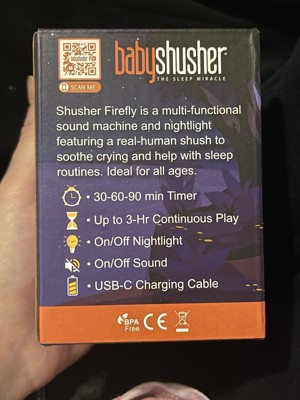 babyshusher
THE SLEEP MIRACLE
SCAN ME
Shusher Firefly is a multi-functional
sound machine and nightlight
featuring a real-human shush to
soothe crying and help with sleep
routines. Ideal for all ages.
• 30-60-90 min Timer
• Up to 3-Hr Continuous Play
• On/Off Nightlight
• On/Off Sound
• USB-C Charging Cable
BPA
Free
CE